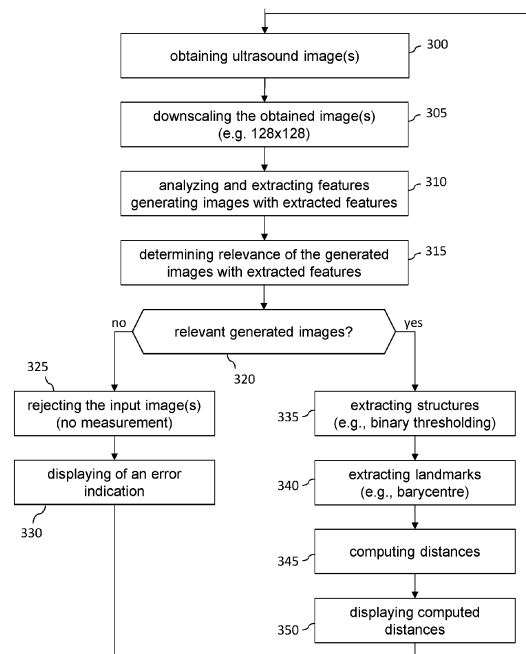 obtaining ultrasound image(s)
300
downscaling the obtained image(s)
(e.g. 128x128)
305
analyzing and extracting features
generating images with extracted features
310
determining relevance of the generated
images with extracted features
315
no
relevant generated images?
yes
320
325
rejecting the input image(s)
(no measurement)
displaying of an error
indication
330
335
extracting structures
(e.g., binary thresholding)
340
extracting landmarks
(e.g., barycentre)
345
computing distances
350
displaying computed
distances